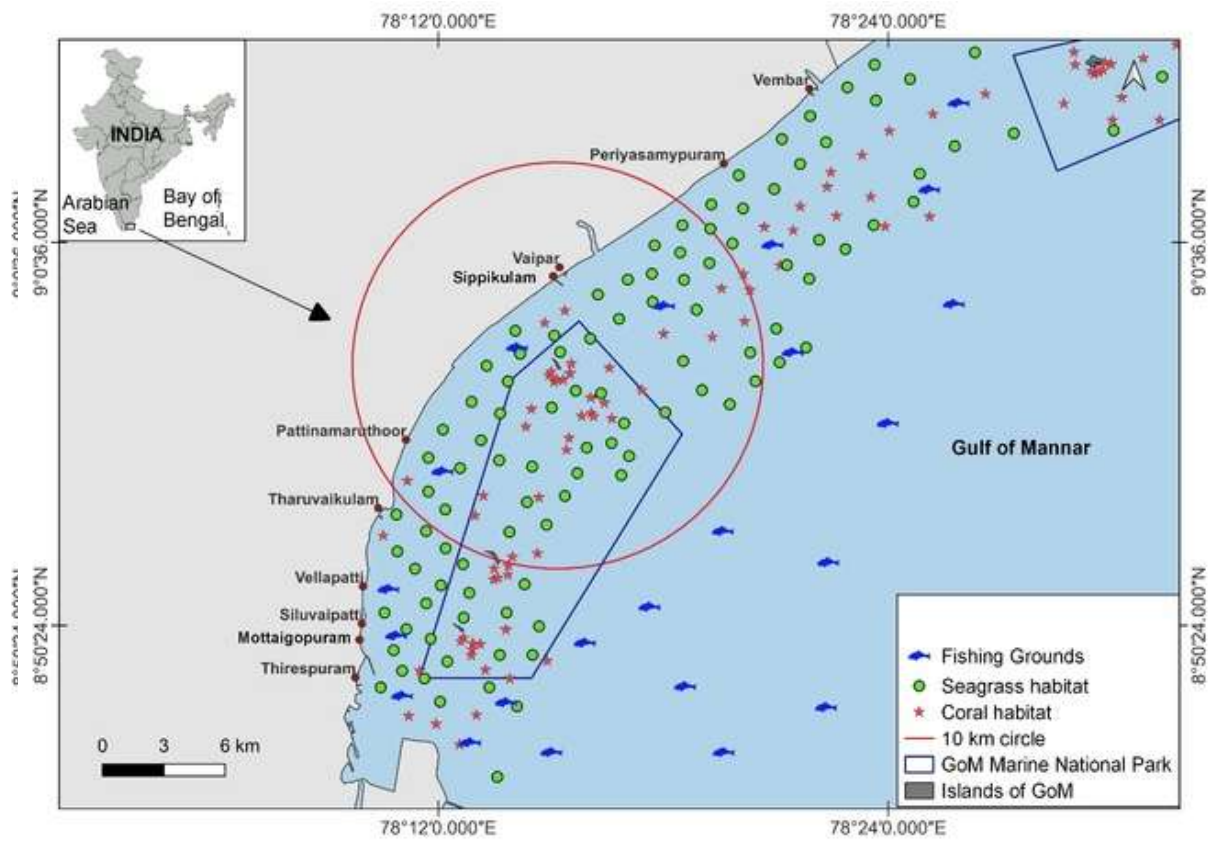 78°12'0.000"E 78°24'0.000"E
INDIA
Arabian
Sea
Bay of
Bengal
Vembar
Periyasamypuram
9°0'36.000"N
9°0'36.000"N
Vaipar
Sippikulam
Pattinamaruthoor
Gulf of Mannar
Tharuvaikulam
Vellapatti
Siluvaipatti
Mottaigopuram
Thirespuram
8°50'24.000"N
8°50'24.000"N
Fishing Grounds
Seagrass habitat
Coral habitat
10 km circle
GoM Marine National Park
Islands of GoM
0 3 6 km
78°12'0.000"E 78°24'0.000"E